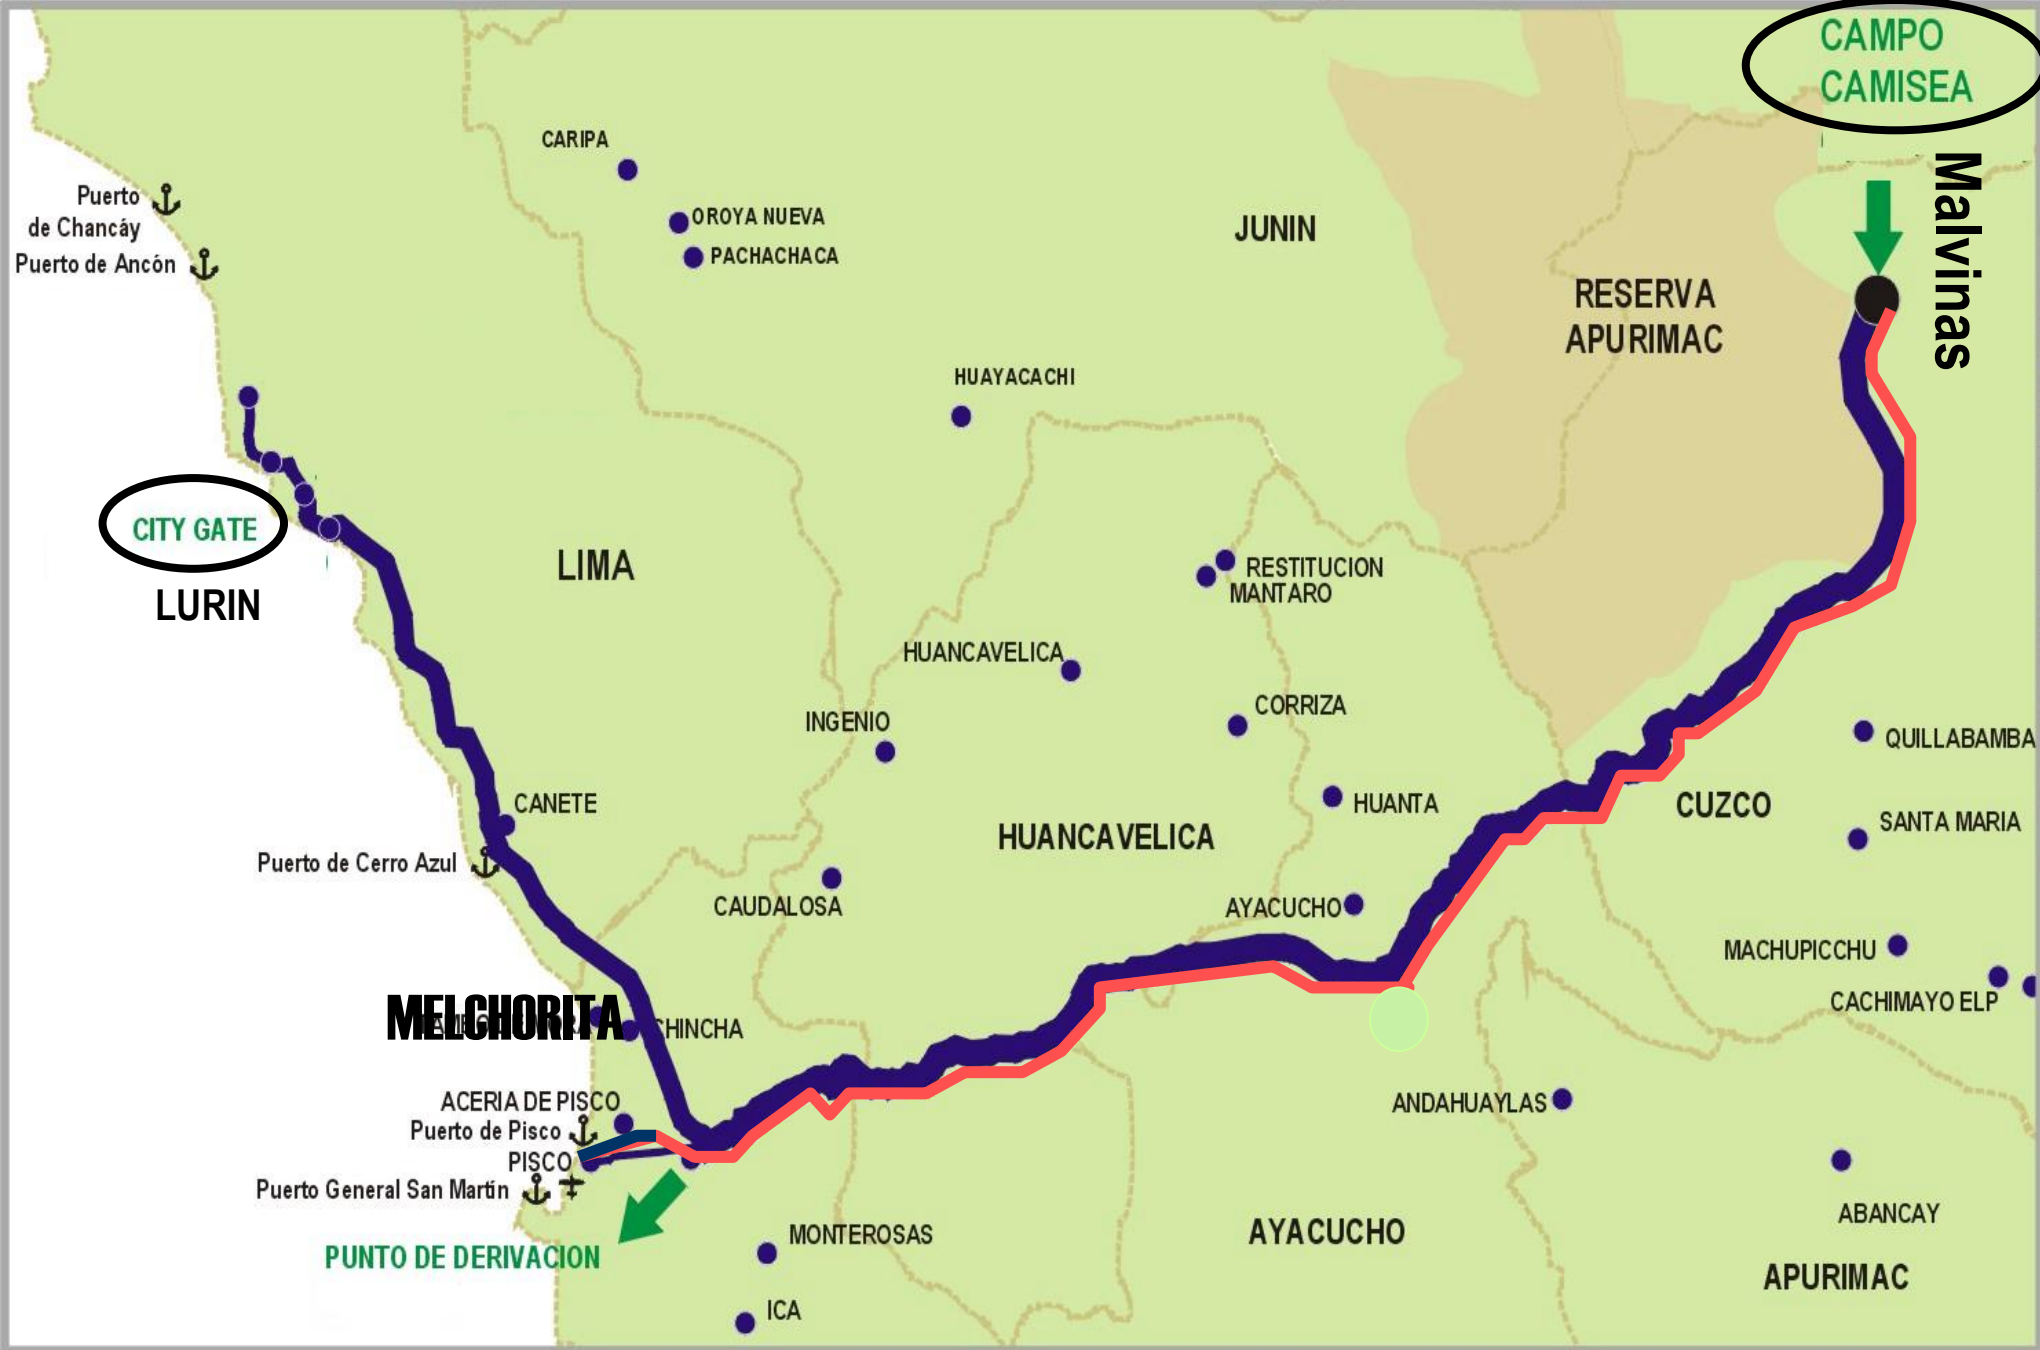 CAMPO
CAMISEA
Malvinas
CARIPA
Puerto
de Chancáy
OROYA NUEVA
JUNIN
PACHACHACA
Puerto de Ancón
RESERVA
APURIMAC
HUAYACACHI
CITY GATE
LIMA
RESTITUCION
MANTARO
LURIN
HUANCAVELICA
CORRIZA
INGENIO
QUILLABAMBA
CANETE
HUANTA
CUZCO
SANTA MARIA
HUANCAVELICA
Puerto de Cerro Azul
CAUDALOSA
AYACUCHO
MACHUPICCHU
CACHIMAYO ELP
MELCHORITA
CHINCHA
ACERIA DE PISCO
ANDAHUAYLAS
Puerto de Pisco
PISCO
Puerto General San Martín
ABANCAY
MONTEROSAS
AYACUCHO
PUNTO DE DERIVACION
APURIMAC
ICA